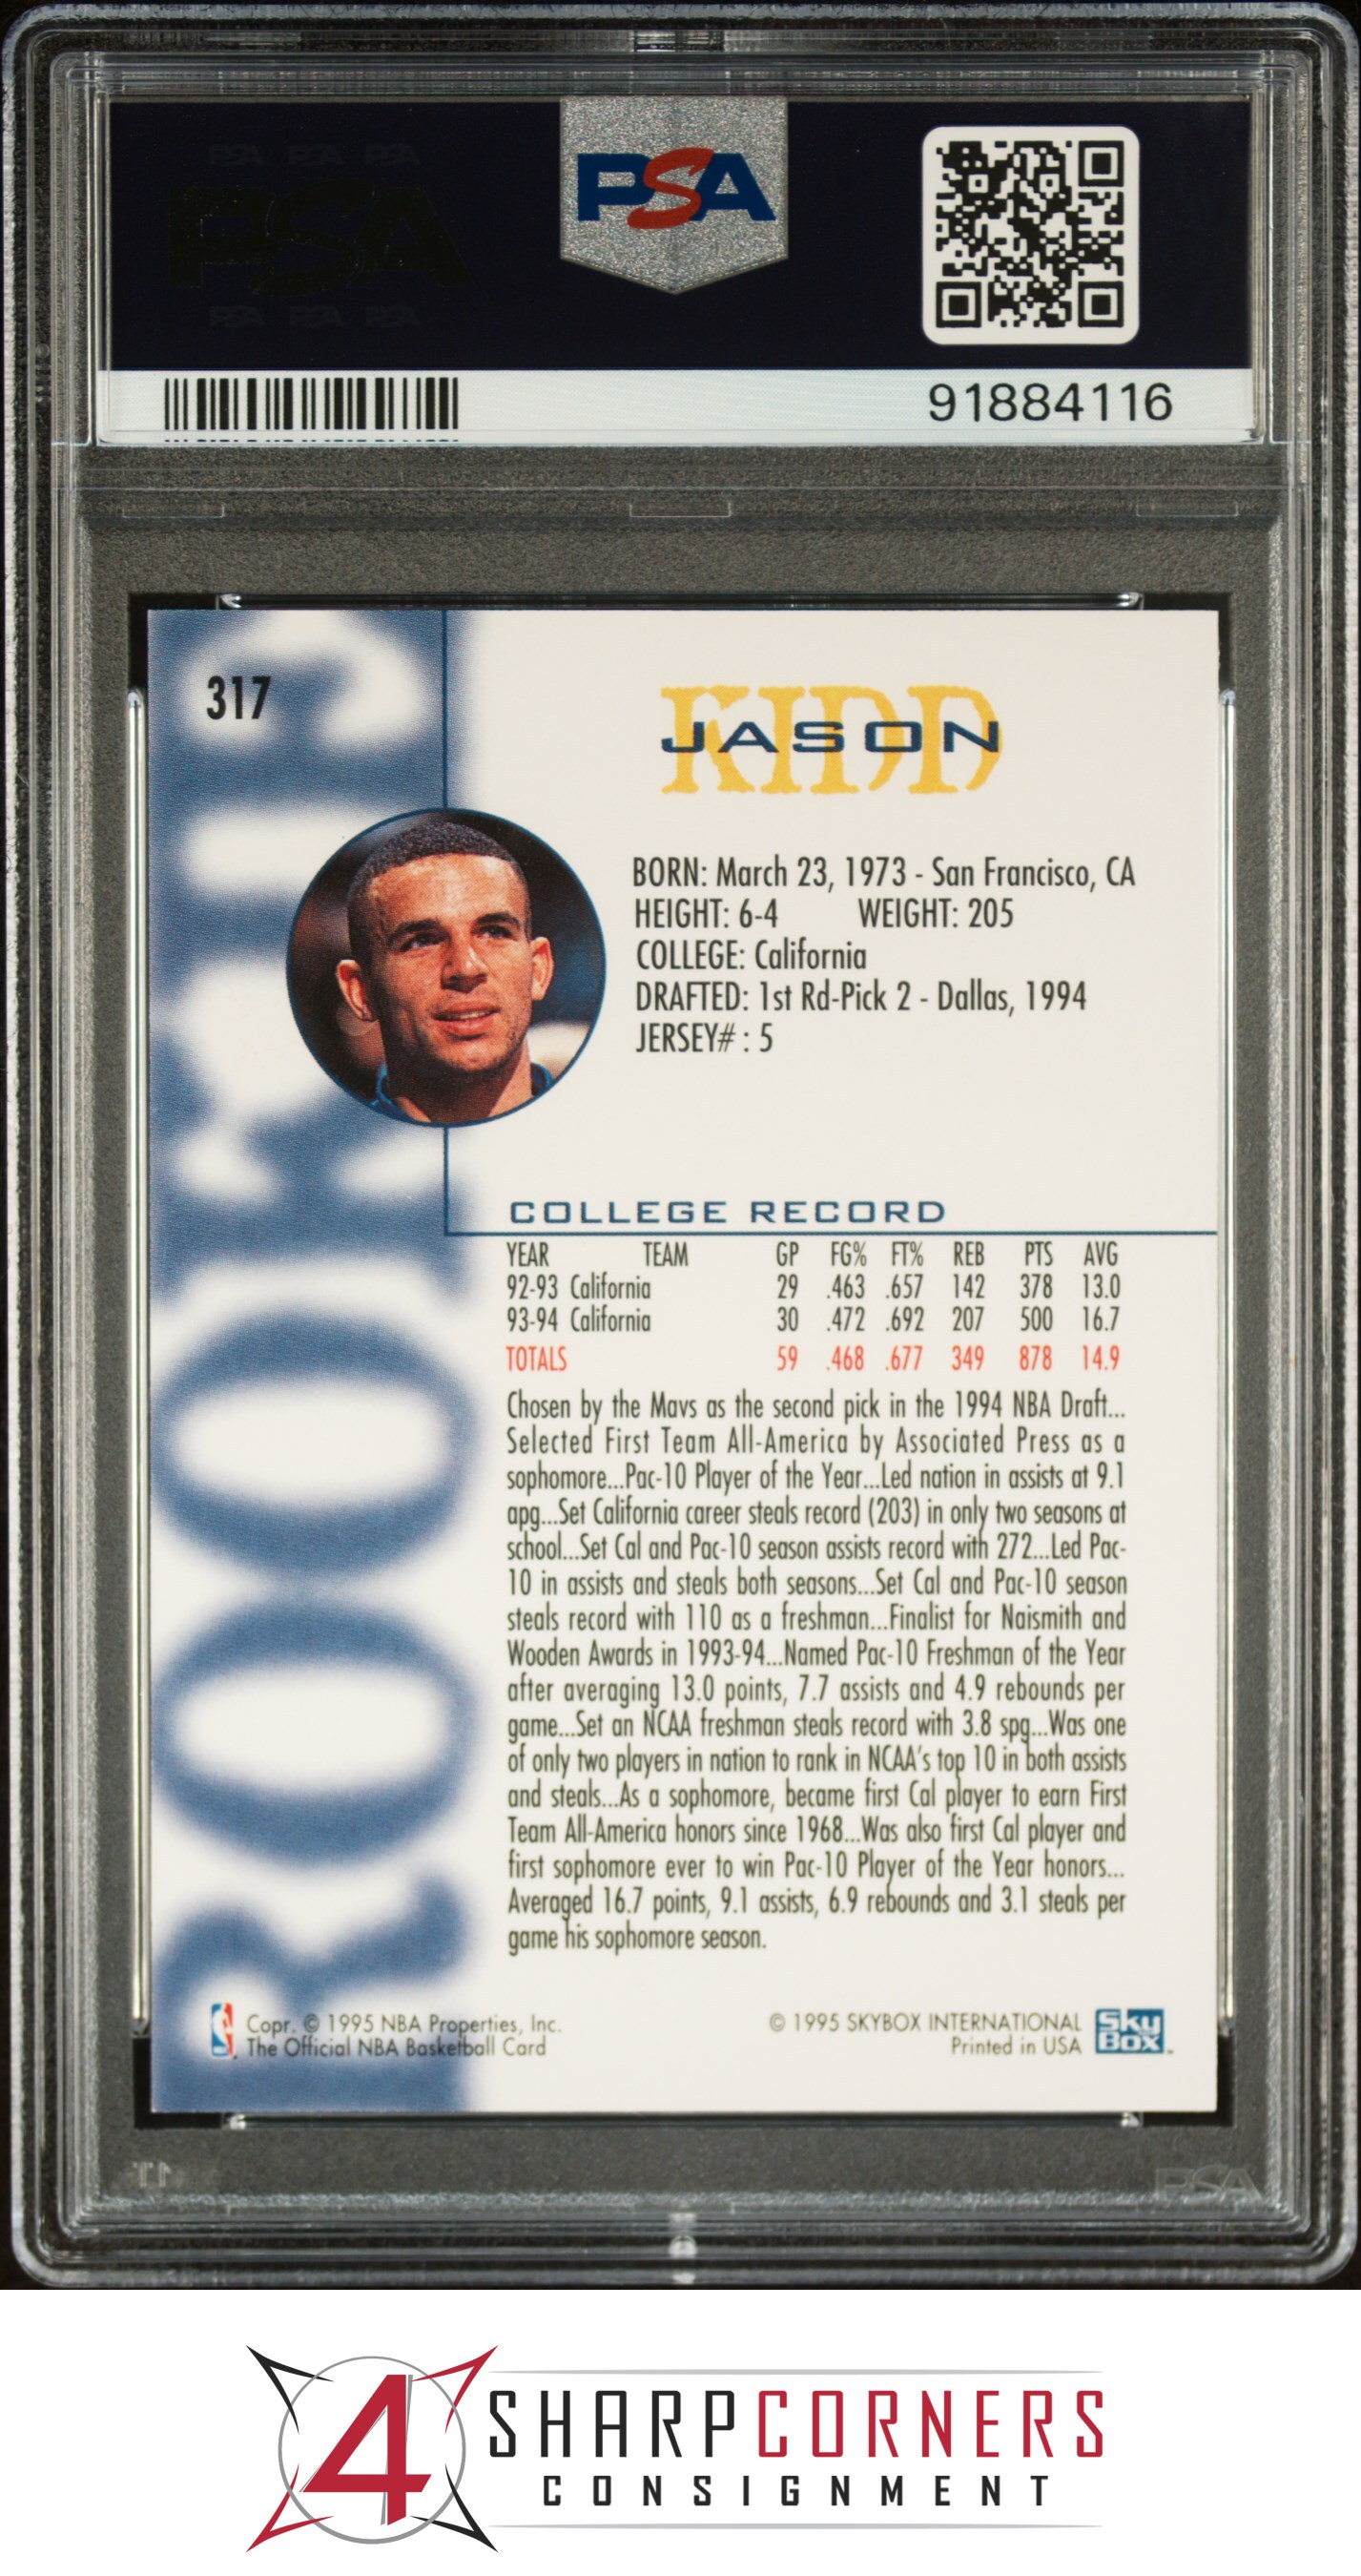 PSA PSA PSA
PSA
PSA PSA PSA
PSA
91884116
317
JASON
KIDD
ROOKIE
BORN: March 23, 1973 - San Francisco, CA
HEIGHT: 6-4 WEIGHT: 205
COLLEGE: California
DRAFTED: 1st Rd-Pick 2 - Dallas, 1994
JERSEY# : 5
COLLEGE RECORD
YEAR TEAM GP FG% FT% REB PTS AVG
92-93 California 29 .463 .657 142 378 13.0
93-94 California 30 .472 .692 207 500 16.7
TOTALS 59 .468 .677 349 878 14.9
Chosen by the Mavs as the second pick in the 1994 NBA Draft...
Selected First Team All-America by Associated Press as a
sophomore...Pac-10 Player of the Year...Led nation in assists at 9.1
apg...Set California career steals record (203) in only two seasons at
school...Set Cal and Pac-10 season assists record with 272...Led Pac-
10 in assists and steals both seasons...Set Cal and Pac-10 season
steals record with 110 as a freshman...Finalist for Naismith and
Wooden Awards in 1993-94...Named Pac-10 Freshman of the Year
after averaging 13.0 points, 7.7 assists and 4.9 rebounds per
game...Set an NCAA freshman steals record with 3.8 spg...Was one
of only two players in nation to rank in NCAA's top 10 in both assists
and steals...As a sophomore, became first Cal player to earn First
Team All-America honors since 1968...Was also first Cal player and
first sophomore ever to win Pac-10 Player of the Year honors...
Averaged 16.7 points, 9.1 assists, 6.9 rebounds and 3.1 steals per
game his sophomore season.
Copr. © 1995 NBA Properties, Inc.
The Official NBA Basketball Card
© 1995 SKYBOX INTERNATIONAL
Printed in USA
SkyBox™
PSA
4
SHARPCORNERS
CONSIGNMENT